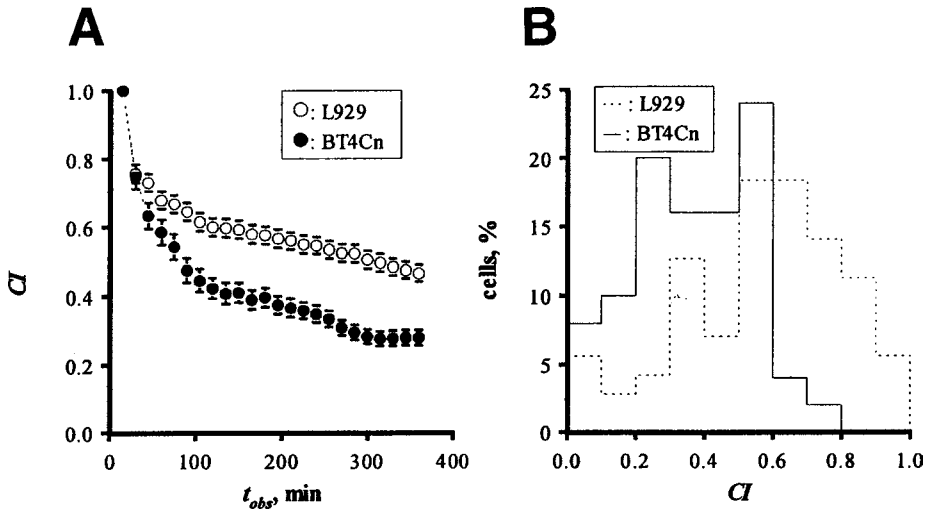 A
CI
1.0
0.8
0.6
0.4
0.2
0.0
0 100 200 300 400
t_obs, min
○: L929
●: BT4Cn
B
cells, %
25
20
15
10
5
0
0.0 0.2 0.4 0.6 0.8 1.0
CI
: L929
: BT4Cn